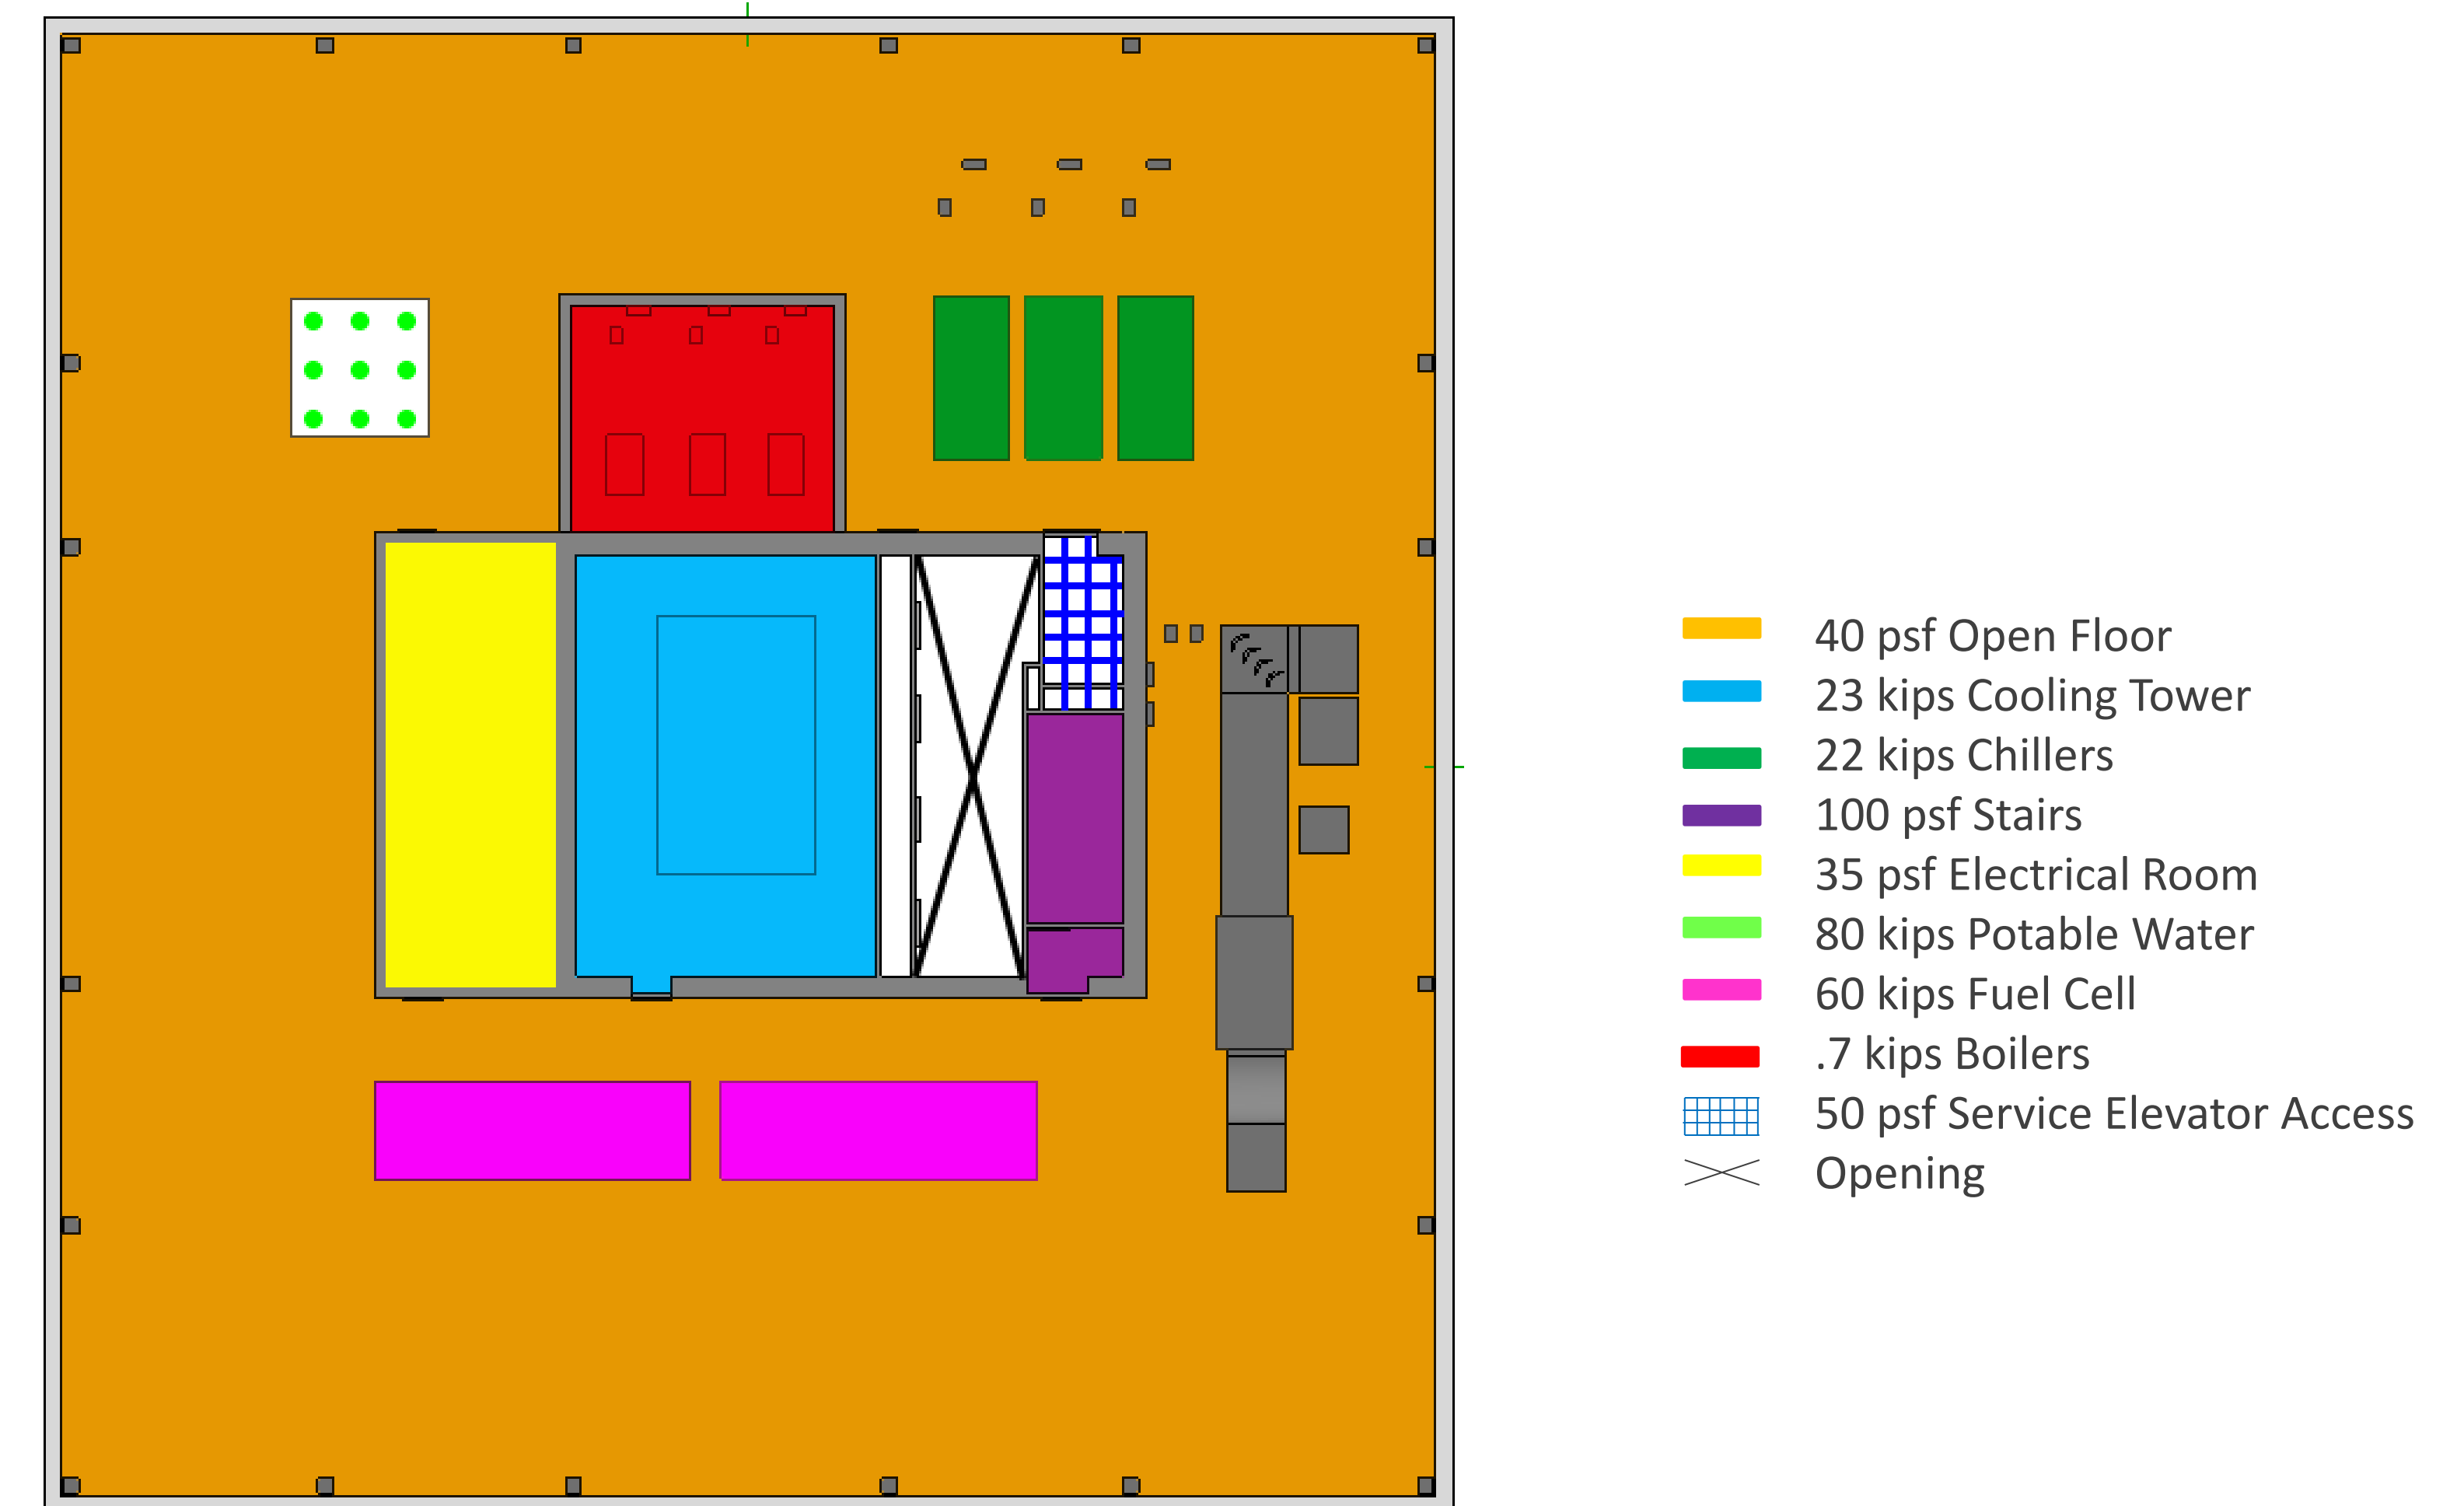 40 psf Open Floor
23 kips Cooling Tower
22 kips Chillers
100 psf Stairs
35 psf Electrical Room
80 kips Potable Water
60 kips Fuel Cell
.7 kips Boilers
50 psf Service Elevator Access
Opening